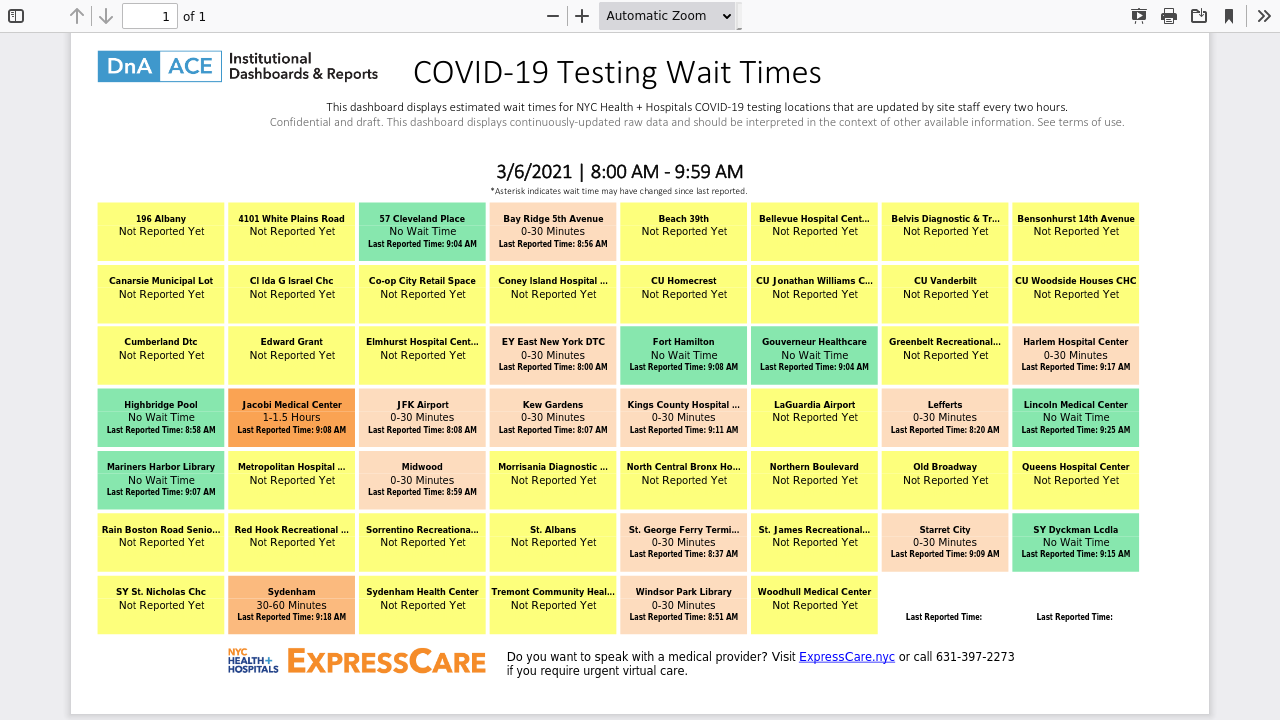 1 of 1
Automatic Zoom
DnA ACE Institutional
Dashboards & Reports
COVID-19 Testing Wait Times
This dashboard displays estimated wait times for NYC Health + Hospitals COVID-19 testing locations that are updated by site staff every two hours.
Confidential and draft. This dashboard displays continuously-updated raw data and should be interpreted in the context of other available information. See terms of use.
3/6/2021 | 8:00 AM - 9:59 AM
*Asterisk indicates wait time may have changed since last reported.
196 Albany
Not Reported Yet
4101 White Plains Road
Not Reported Yet
57 Cleveland Place
No Wait Time
Last Reported Time: 9:04 AM
Bay Ridge 5th Avenue
0-30 Minutes
Last Reported Time: 8:56 AM
Beach 39th
Not Reported Yet
Bellevue Hospital Cent...
Not Reported Yet
Belvis Diagnostic & Tr...
Not Reported Yet
Bensonhurst 14th Avenue
Not Reported Yet
Canarsie Municipal Lot
Not Reported Yet
Cl Ida G Israel Chc
Not Reported Yet
Co-op City Retail Space
Not Reported Yet
Coney Island Hospital ...
Not Reported Yet
CU Homecrest
Not Reported Yet
CU Jonathan Williams C...
Not Reported Yet
CU Vanderbilt
Not Reported Yet
CU Woodside Houses CHC
Not Reported Yet
Cumberland Dtc
Not Reported Yet
Edward Grant
Not Reported Yet
Elmhurst Hospital Cent...
Not Reported Yet
EY East New York DTC
0-30 Minutes
Last Reported Time: 8:00 AM
Fort Hamilton
No Wait Time
Last Reported Time: 9:08 AM
Gouverneur Healthcare
No Wait Time
Last Reported Time: 9:04 AM
Greenbelt Recreational...
Not Reported Yet
Harlem Hospital Center
0-30 Minutes
Last Reported Time: 9:17 AM
Highbridge Pool
No Wait Time
Last Reported Time: 8:58 AM
Jacobi Medical Center
1-1.5 Hours
Last Reported Time: 9:08 AM
JFK Airport
0-30 Minutes
Last Reported Time: 8:08 AM
Kew Gardens
0-30 Minutes
Last Reported Time: 8:07 AM
Kings County Hospital ...
0-30 Minutes
Last Reported Time: 9:11 AM
LaGuardia Airport
Not Reported Yet
Lefferts
0-30 Minutes
Last Reported Time: 8:20 AM
Lincoln Medical Center
No Wait Time
Last Reported Time: 9:25 AM
Mariners Harbor Library
No Wait Time
Last Reported Time: 9:07 AM
Metropolitan Hospital ...
Not Reported Yet
Midwood
0-30 Minutes
Last Reported Time: 8:59 AM
Morrisania Diagnostic ...
Not Reported Yet
North Central Bronx Ho...
Not Reported Yet
Northern Boulevard
Not Reported Yet
Old Broadway
Not Reported Yet
Queens Hospital Center
Not Reported Yet
Rain Boston Road Senio...
Not Reported Yet
Red Hook Recreational ...
Not Reported Yet
Sorrentino Recreationa...
Not Reported Yet
St. Albans
Not Reported Yet
St. George Ferry Termi...
0-30 Minutes
Last Reported Time: 8:37 AM
St. James Recreational...
Not Reported Yet
Starret City
0-30 Minutes
Last Reported Time: 9:09 AM
SY Dyckman Lcdla
No Wait Time
Last Reported Time: 9:15 AM
SY St. Nicholas Chc
Not Reported Yet
Sydenham
30-60 Minutes
Last Reported Time: 9:18 AM
Sydenham Health Center
Not Reported Yet
Tremont Community Heal...
Not Reported Yet
Windsor Park Library
0-30 Minutes
Last Reported Time: 8:51 AM
Woodhull Medical Center
Not Reported Yet
Last Reported Time:
Last Reported Time:
NYC
HEALTH+
HOSPITALS
EXPRESSCARE
Do you want to speak with a medical provider? Visit ExpressCare.nyc or call 631-397-2273
if you require urgent virtual care.